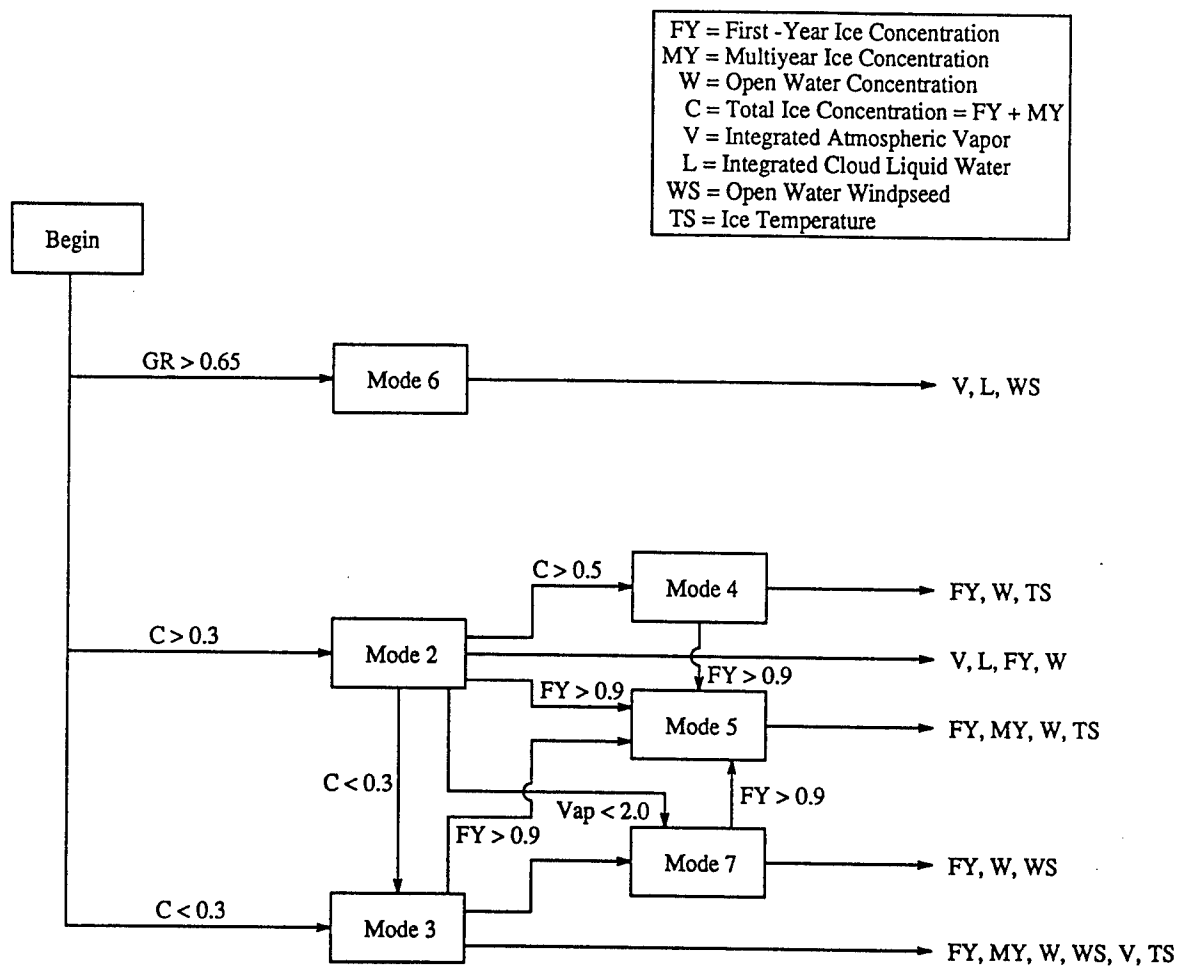 FY = First -Year Ice Concentration
MY = Multiyear Ice Concentration
W = Open Water Concentration
C = Total Ice Concentration = FY + MY
V = Integrated Atmospheric Vapor
L = Integrated Cloud Liquid Water
WS = Open Water Windpseed
TS = Ice Temperature
Begin
GR > 0.65
Mode 6
V, L, WS
C > 0.5
Mode 4
FY, W, TS
C > 0.3
Mode 2
V, L, FY, W
FY > 0.9
FY > 0.9
Mode 5
FY, MY, W, TS
C < 0.3
FY > 0.9
Vap < 2.0
FY > 0.9
Mode 7
FY, W, WS
C < 0.3
Mode 3
FY, MY, W, WS, V, TS